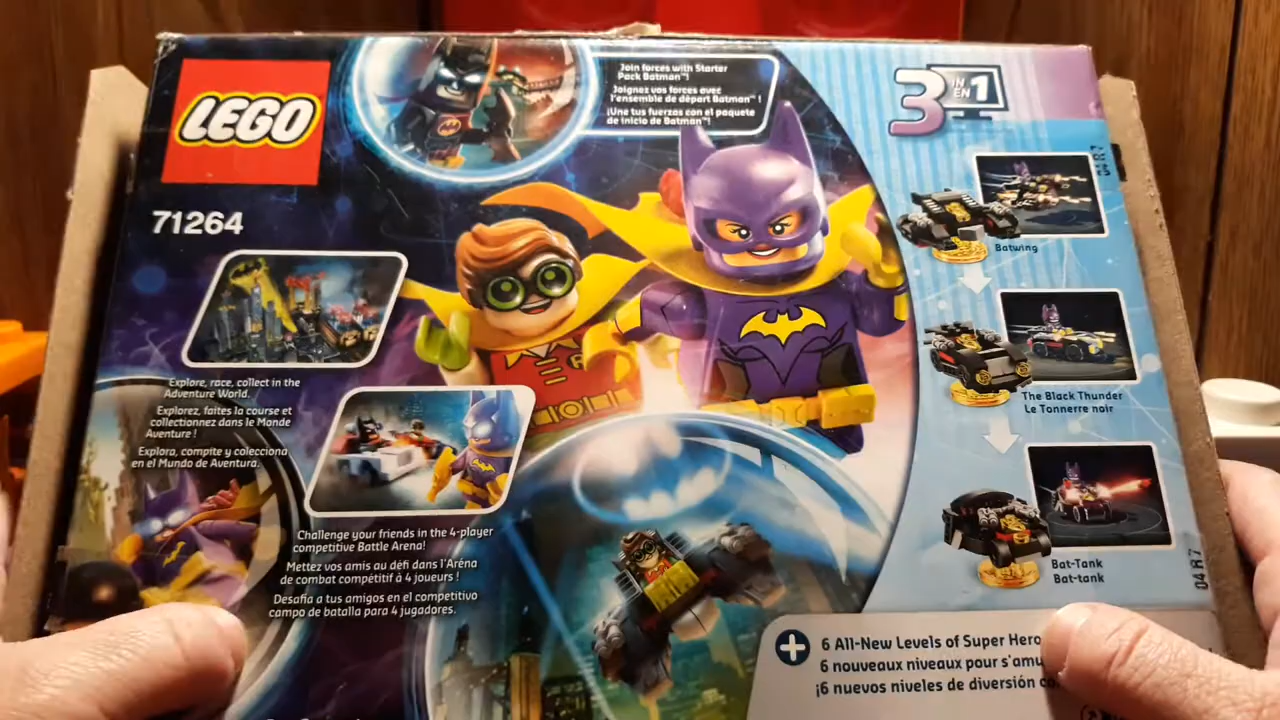 LEGO
71264
Join forces with Starter
Pack Batman™!
Joignez vos forces avec
l'ensemble de départ Batman™ !
¡Une tus fuerzas con el paquete
de inicio de Batman™!
3 IN EN 1
04R7
Batwing
The Black Thunder
Le Tonnerre noir
Bat-Tank
Bat-tank
04R7
Explore, race, collect in the
Adventure World.
Explorez, faites la course et
collectionnez dans le Monde
Aventure !
Explora, compite y colecciona
en el Mundo de Aventura.
Challenge your friends in the 4-player
competitive Battle Arena!
Mettez vos amis au défi dans l'Arène
de combat compétitif à 4 joueurs !
Desafía a tus amigos en el competitivo
campo de batalla para 4 jugadores.
R
+ 6 All-New Levels of Super Hero
6 nouveaux niveaux pour s'amu
¡6 nuevos niveles de diversión